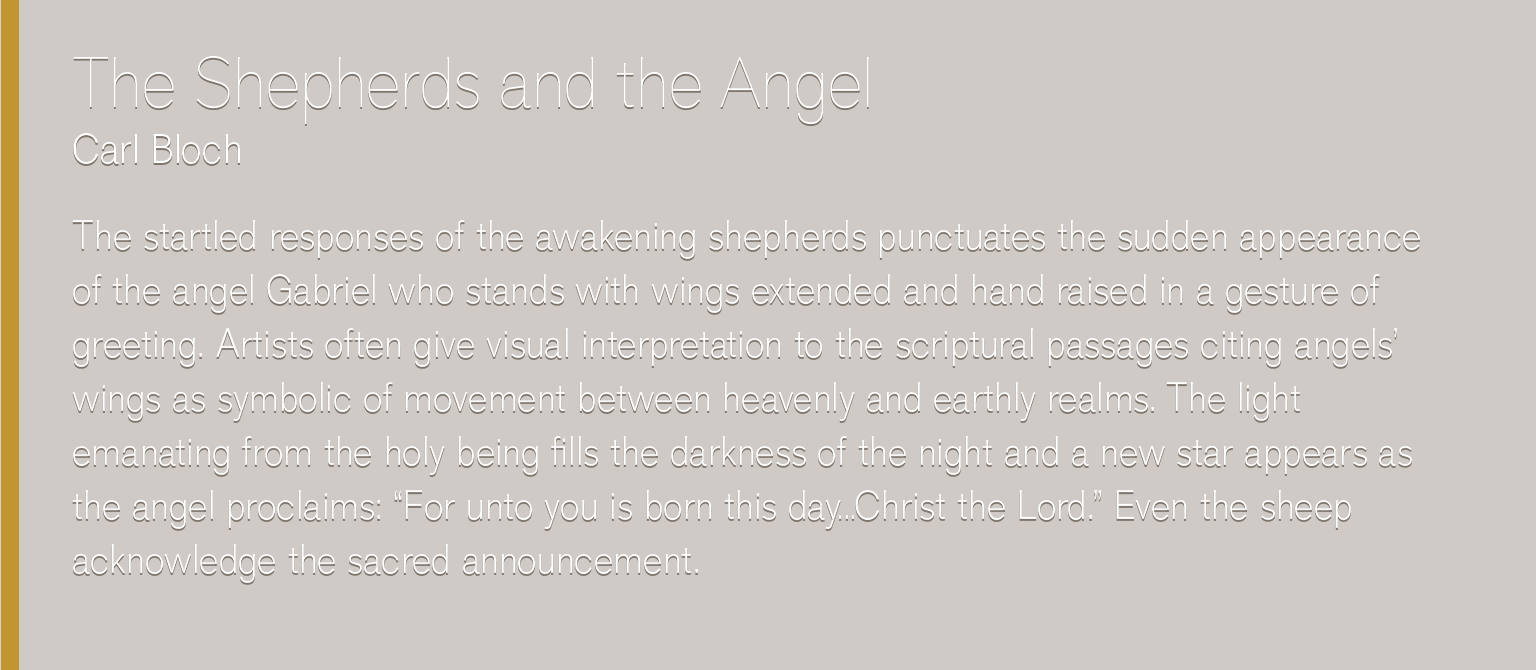 The Shepherds and the Angel
Carl Bloch
The startled responses of the awakening shepherds punctuates the sudden appearance
of the angel Gabriel who stands with wings extended and hand raised in a gesture of
greeting. Artists often give visual interpretation to the scriptural passages citing angels’
wings as symbolic of movement between heavenly and earthly realms. The light
emanating from the holy being fills the darkness of the night and a new star appears as
the angel proclaims: “For unto you is born this day...Christ the Lord.” Even the sheep
acknowledge the sacred announcement.